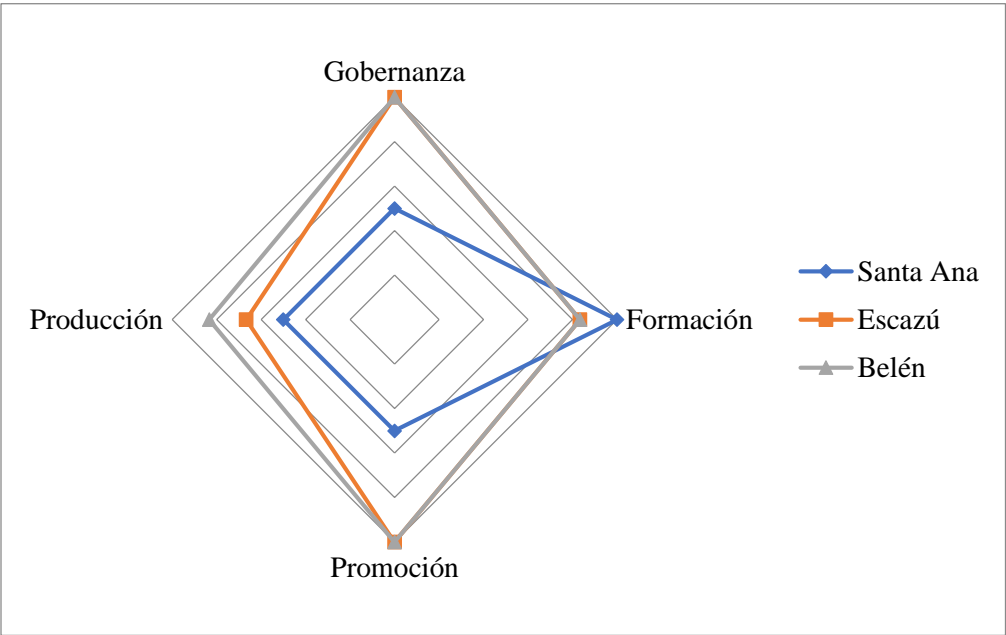 Gobernanza
Producción
Formación
Promoción
Santa Ana
Escazú
Belén